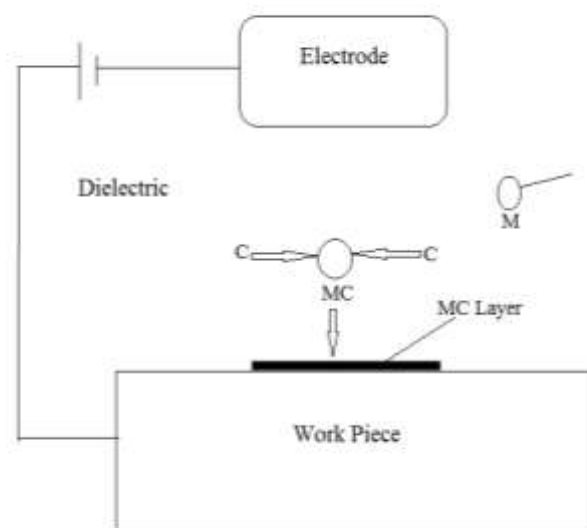 Electrode
Dielectric
M
C
C
MC
MC Layer
Work Piece